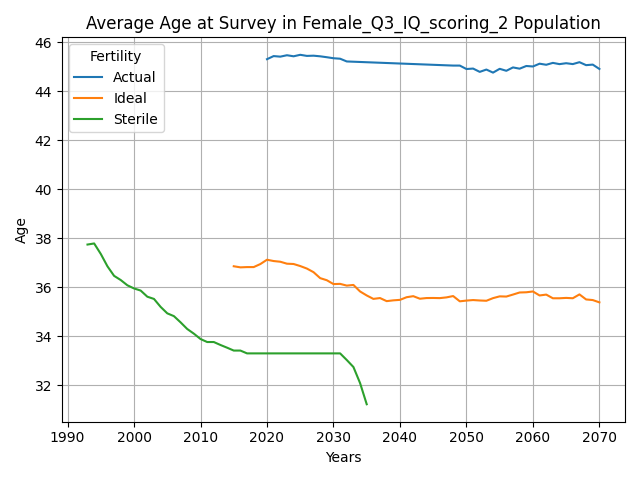 Average Age at Survey in Female_Q3_IQ_scoring_2 Population
Fertility
Actual
Ideal
Sterile
46
44
42
40
38
36
34
32
Age
1990 2000 2010 2020 2030 2040 2050 2060 2070
Years